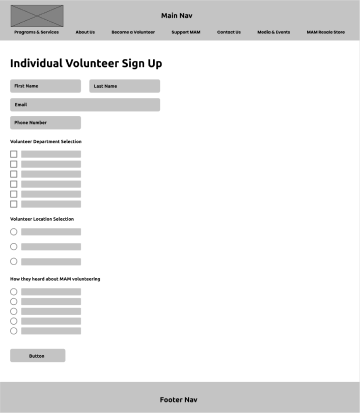 Main Nav
Programs & Services About Us Become a Volunteer Support MAM Contact Us Media & Events MAM Resale Store
Individual Volunteer Sign Up
First Name Last Name
Email
Phone Number
Volunteer Department Selection
Volunteer Location Selection
How they heard about MAM volunteering
Button
Footer Nav